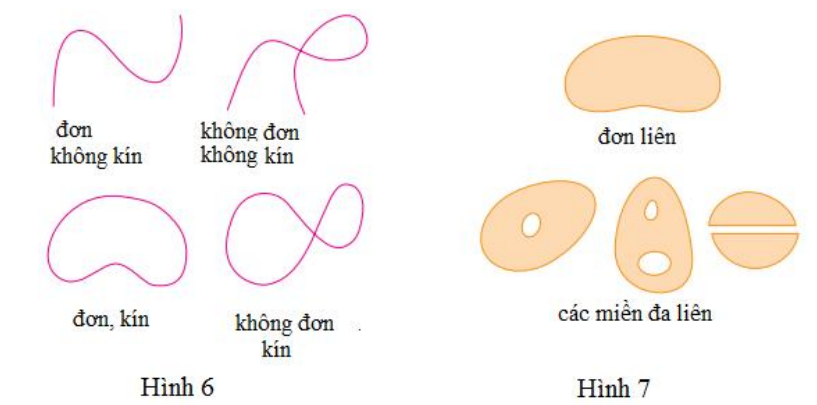 đơn
không kín
không đơn
không kín
đơn, kín
không đơn
kín
Hình 6
đơn liên
các miền đa liên
Hình 7